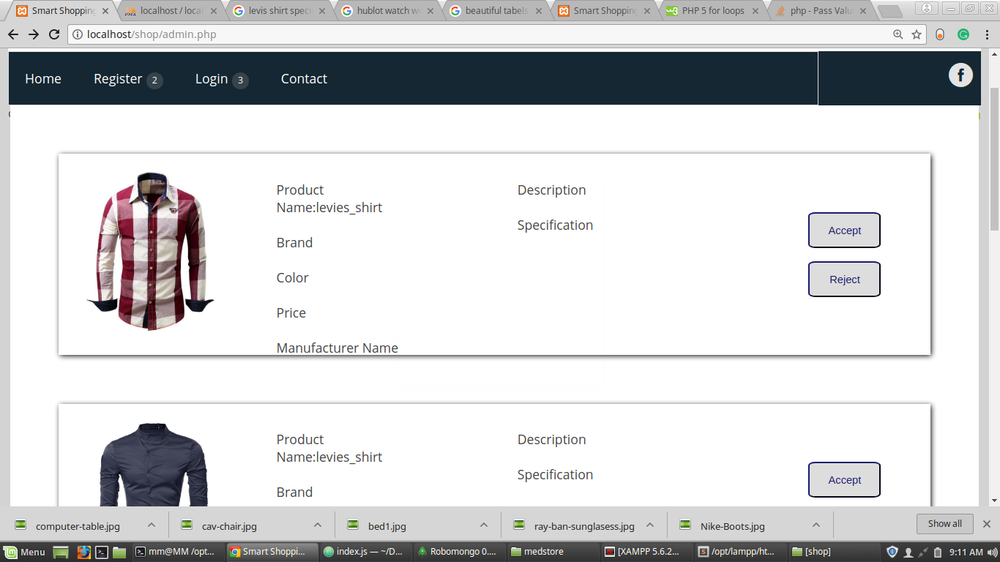 Smart Shopping
localhost / local
levis shirt speci
hublot watch wi
beautiful tabels
Smart Shopping
PHP 5 for loops
php - Pass Valu
localhost/shop/admin.php
Home
Register 2
Login 3
Contact
Product
Name:levies_shirt
Brand
Color
Price
Manufacturer Name
Description
Specification
Accept
Reject
Product
Name:levies_shirt
Brand
Description
Specification
Accept
computer-table.jpg
cav-chair.jpg
bed1.jpg
ray-ban-sunglasess.jpg
Nike-Boots.jpg
Show all
Menu
mm@MM /opt...
Smart Shoppi...
index.js — ~/D...
Robomongo 0....
medstore
[XAMPP 5.6.2...
/opt/lampp/ht...
[shop]
9:11 AM